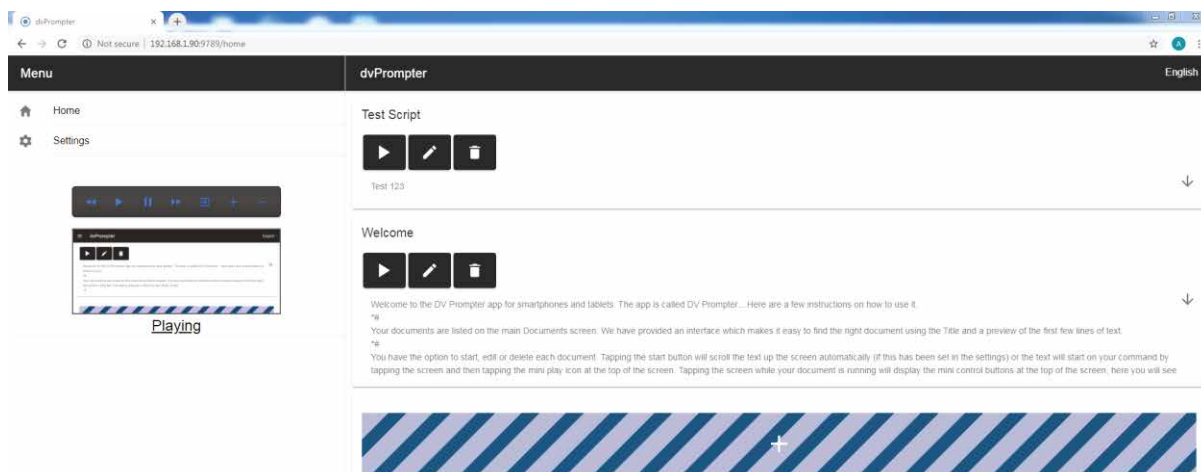 dvPrompter
Not secure | 192.168.1.90:9789/home
Menu
dvPrompter
English
Home
Settings
Playing
Test Script
Test 123
Welcome
Welcome to the DV Prompter app for smartphones and tablets. The app is called DV Prompter... Here are a few instructions on how to use it.
*#
Your documents are listed on the main Documents screen. We have provided an interface which makes it easy to find the right document using the Title and a preview of the first few lines of text.
*#
You have the option to start, edit or delete each document. Tapping the start button will scroll the text up the screen automatically (if this has been set in the settings) or the text will start on your command by
tapping the screen and then tapping the mini play icon at the top of the screen. Tapping the screen while your document is running will display the mini control buttons at the top of the screen, here you will see